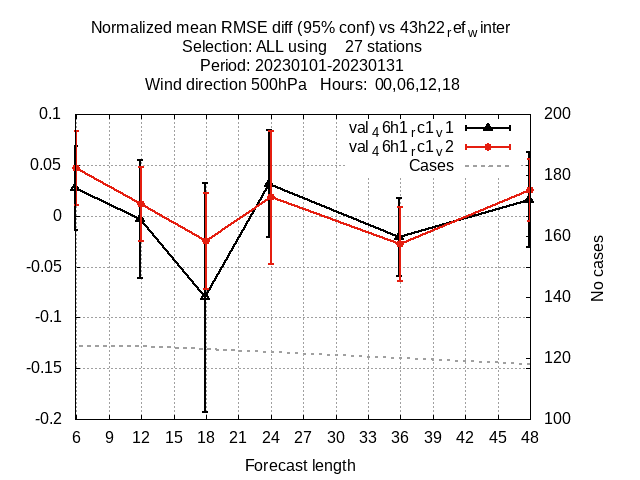 Normalized mean RMSE diff (95% conf) vs 43h22refwinter
Selection: ALL using 27 stations
Period: 20230101-20230131
Wind direction 500hPa Hours: 00,06,12,18
val46h1rc1v1
val46h1rc1v2
Cases
0.1
0.05
0
-0.05
-0.1
-0.15
-0.2
200
180
160
140
120
100
No cases
6 9 12 15 18 21 24 27 30 33 36 39 42 45 48
Forecast length